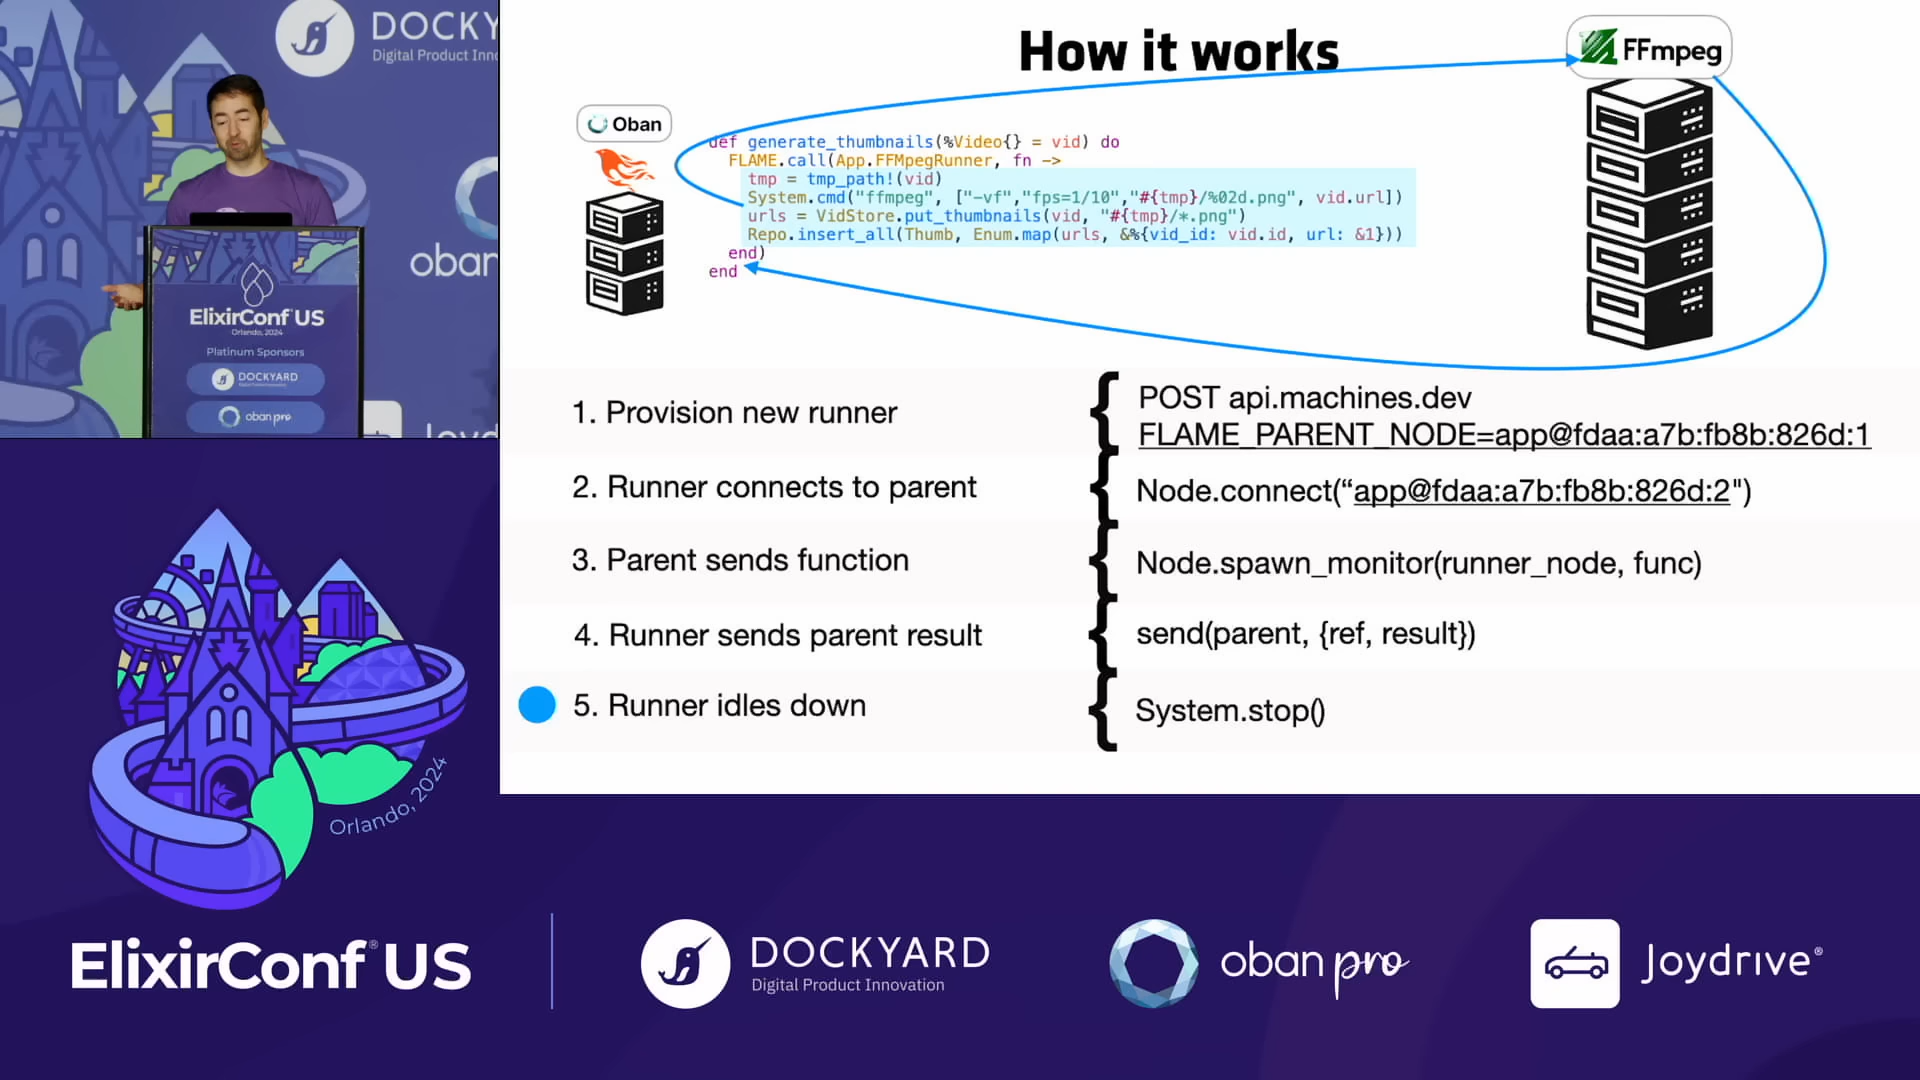 DOCKY
Digital Product Inno
oban
ElixirConf US
Orlando, 2024
Platinum Sponsors
DOCKYARD
oban pro
Joyd
How it works
FFmpeg
Oban
def generate_thumbnails(%Video{} = vid) do
FLAME.call(App.FFMpegRunner, fn ->
tmp = tmp_path!(vid)
System.cmd("ffmpeg", ["-vf","fps=1/10","#{tmp}/%02d.png", vid.url])
urls = VidStore.put_thumbnails(vid, "#{tmp}/*.png")
Repo.insert_all(Thumb, Enum.map(urls, &%{vid_id: vid.id, url: &1}))
end)
end
1. Provision new runner
POST api.machines.dev
FLAME_PARENT_NODE=app@fdaa:a7b:fb8b:826d:1
2. Runner connects to parent
Node.connect(“app@fdaa:a7b:fb8b:826d:2")
3. Parent sends function
Node.spawn_monitor(runner_node, func)
4. Runner sends parent result
send(parent, {ref, result})
5. Runner idles down
System.stop()
Orlando, 2024
ElixirConf® US
DOCKYARD
Digital Product Innovation
oban pro
Joydrive®